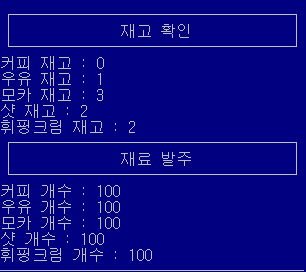 재고 확인
커피 재고 : 0
우유 재고 : 1
모카 재고 : 3
샷 재고 : 2
휘핑크림 재고 : 2
재료 발주
커피 개수 : 100
우유 개수 : 100
모카 개수 : 100
샷 개수 : 100
휘핑크림 개수 : 100